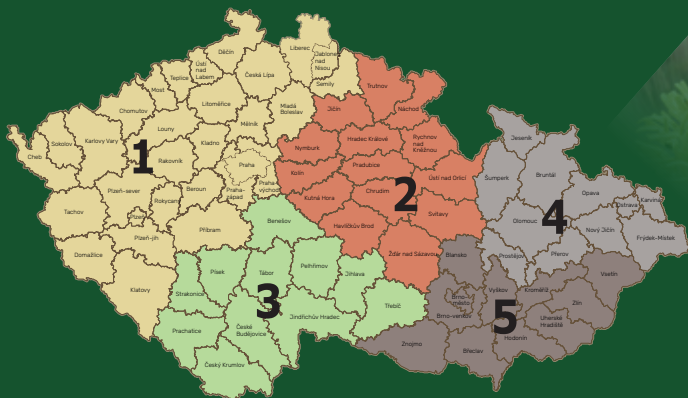 Děčín
Liberec
Jablonec
nad
Nisou
Ústí
nad
Labem
Teplice
Česká Lípa
Semily
Trutnov
Most
Chomutov
Litoměřice
Mladá
Boleslav
Jičín
Náchod
Mělník
Louny
Sokolov
Karlovy Vary
Cheb
1
Kladno
Rakovník
Praha
Nymburk
Hradec Králové
Rychnov
nad
Kněžnou
Jeseník
Plzeň-sever
Beroun
Praha-
západ
Praha-
východ
Kolín
Pardubice
Ústí nad Orlicí
Šumperk
Bruntál
Rokycany
Chrudim
2
Opava
Karviná
Ostrava
Tachov
Plzeň
Kutná Hora
Svitavy
Olomouc
4
Benešov
Plzeň-jih
Příbram
Havlíčkův Brod
Nový Jičín
Frýdek-Místek
Domažlice
Žďár nad Sázavou
Blansko
Prostějov
Přerov
Klatovy
Písek
Tábor
Pelhřimov
Jihlava
Vsetín
Strakonice
3
Třebíč
Brno-
město
Vyškov
Kroměříž
Zlín
Brno-venkov
5
Uherské
Hradiště
Jindřichův Hradec
Prachatice
České
Budějovice
Hodonín
Znojmo
Břeclav
Český Krumlov